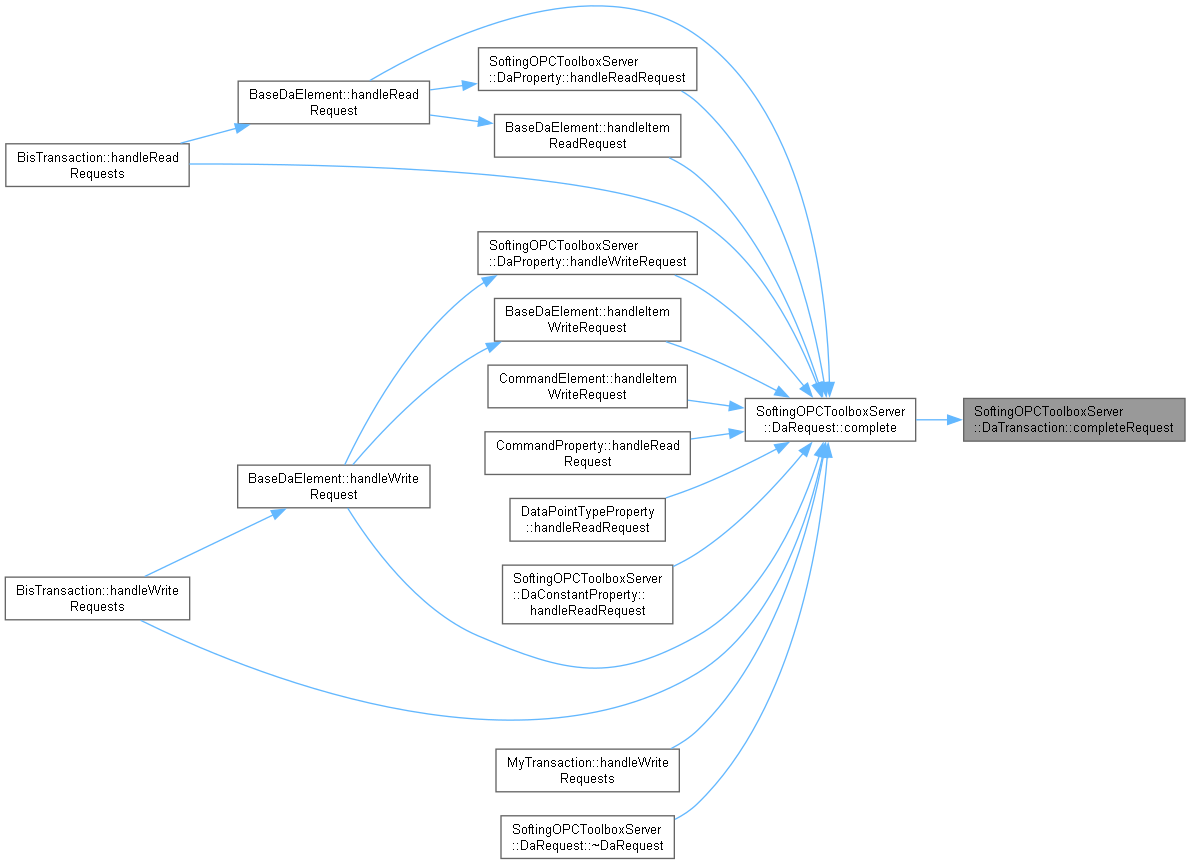 SoftingOPCToolboxServer
::DaProperty::handleReadRequest
BaseDaElement::handleRead
Request
BaseDaElement::handleItem
ReadRequest
BisTransaction::handleRead
Requests
SoftingOPCToolboxServer
::DaProperty::handleWriteRequest
BaseDaElement::handleItem
WriteRequest
CommandElement::handleItem
WriteRequest
SoftingOPCToolboxServer
::DaRequest::complete
SoftingOPCToolboxServer
::DaTransaction::completeRequest
CommandProperty::handleRead
Request
BaseDaElement::handleWrite
Request
DataPointTypeProperty
::handleReadRequest
SoftingOPCToolboxServer
::DaConstantProperty::
handleReadRequest
BisTransaction::handleWrite
Requests
MyTransaction::handleWrite
Requests
SoftingOPCToolboxServer
::DaRequest::~DaRequest